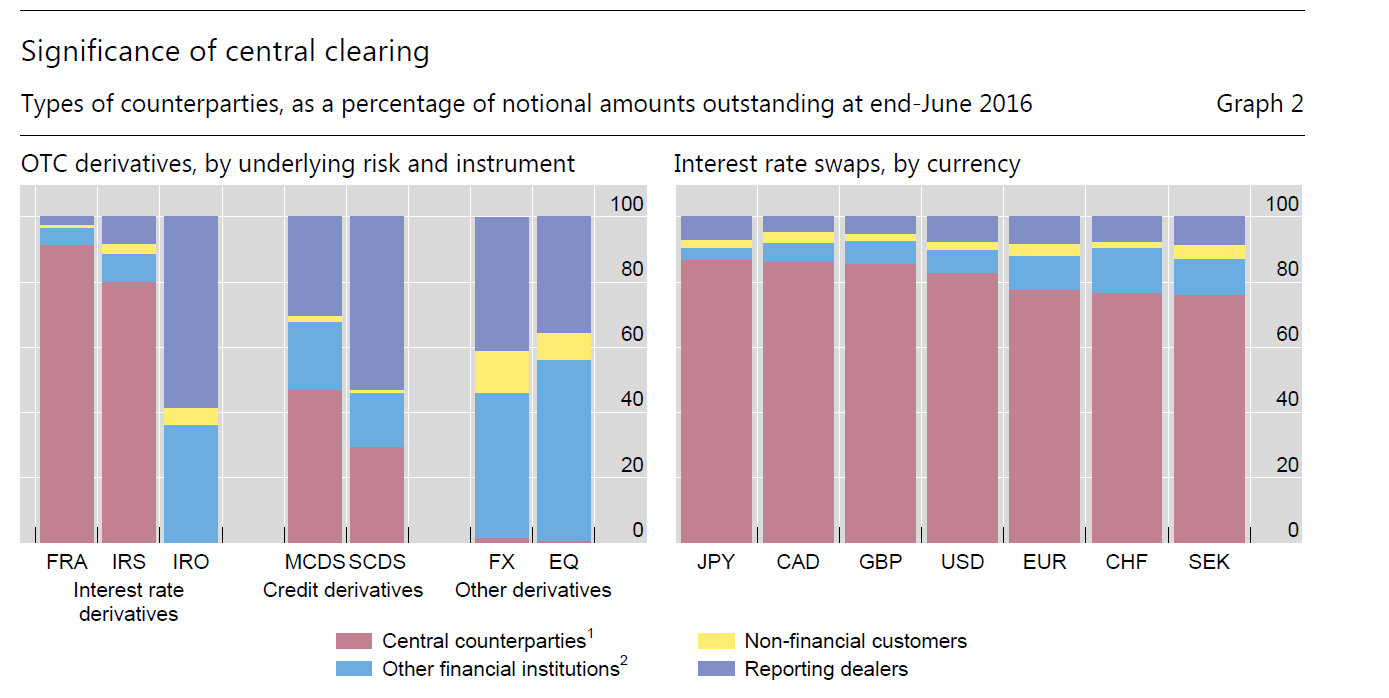 Significance of central clearing
Types of counterparties, as a percentage of notional amounts outstanding at end-June 2016 Graph 2
OTC derivatives, by underlying risk and instrument
Interest rate swaps, by currency
100
80
60
40
20
0
FRA IRS IRO MCDS SCDS FX EQ
Interest rate derivatives
Credit derivatives
Other derivatives
100
80
60
40
20
0
JPY CAD GBP USD EUR CHF SEK
Central counterparties1
Other financial institutions2
Non-financial customers
Reporting dealers